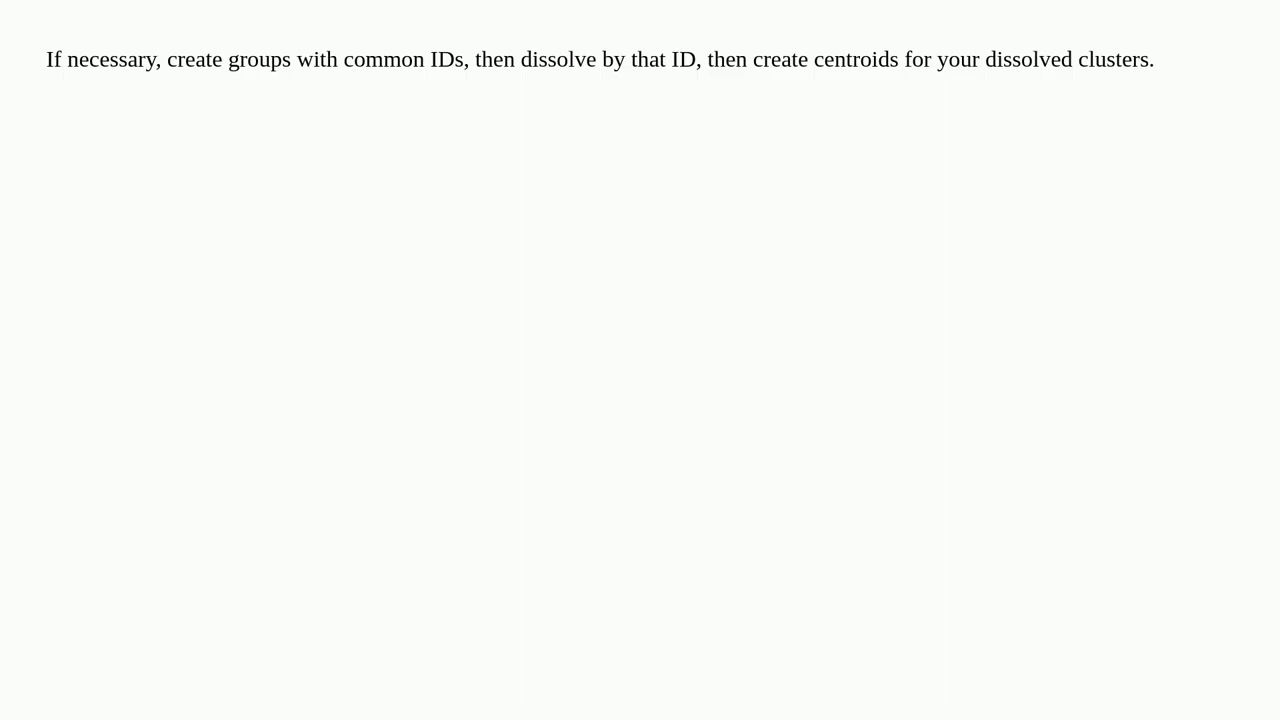 If necessary, create groups with common IDs, then dissolve by that ID, then create centroids for your dissolved clusters.